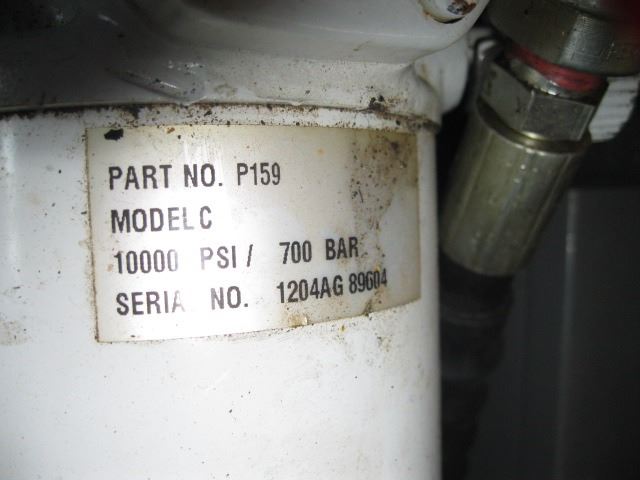 PART NO. P159
MODEL C
10000 PSI / 700 BAR
SERIA NO. 1204AG 89604